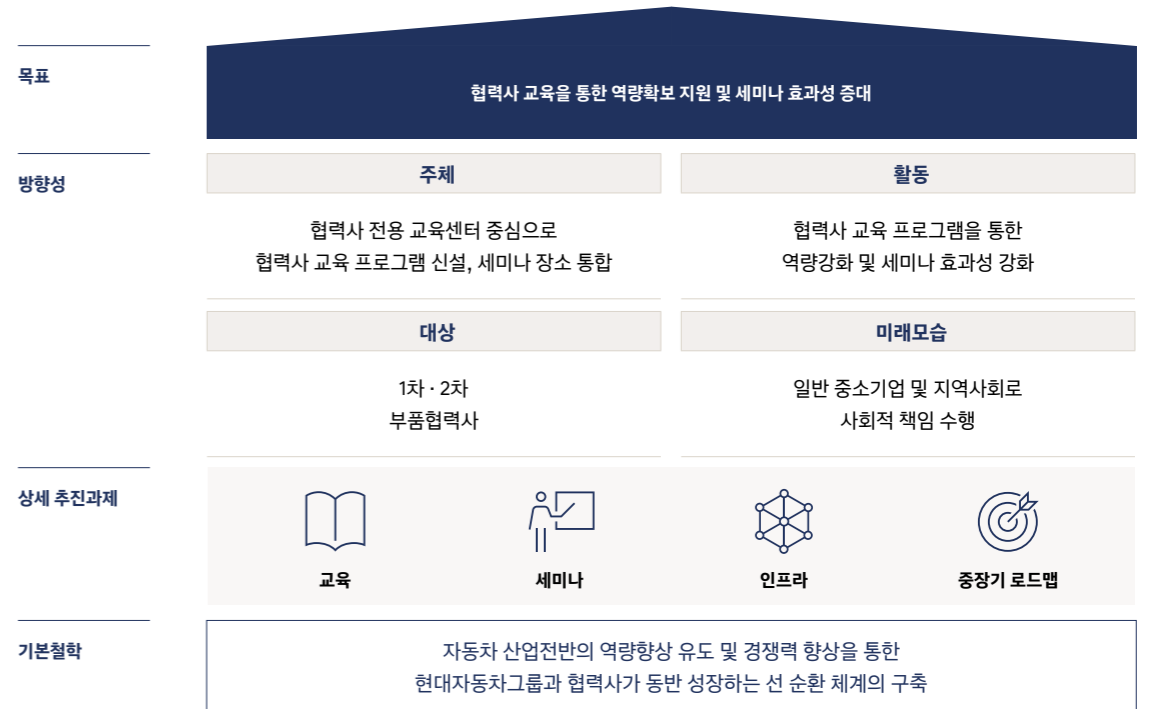 목표
협력사 교육을 통한 역량확보 지원 및 세미나 효과성 증대
방향성
주체
협력사 전용 교육센터 중심으로
협력사 교육 프로그램 신설, 세미나 장소 통합
활동
협력사 교육 프로그램을 통한
역량강화 및 세미나 효과성 강화
대상
1차 · 2차
부품협력사
미래모습
일반 중소기업 및 지역사회로
사회적 책임 수행
상세 추진과제
교육
세미나
인프라
중장기 로드맵
기본철학
자동차 산업전반의 역량향상 유도 및 경쟁력 향상을 통한
현대자동차그룹과 협력사가 동반 성장하는 선 순환 체계의 구축